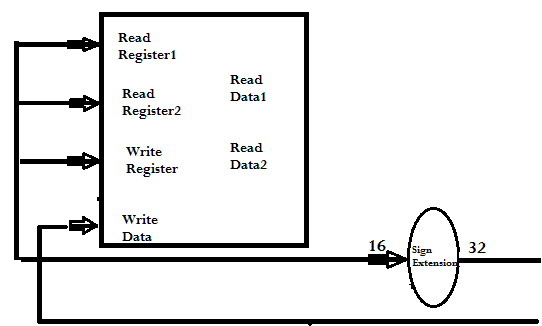 Read
Register1
Read
Register2
Read
Data1
Write
Register
Read
Data2
Write
Data
16
Sign
Extension
32